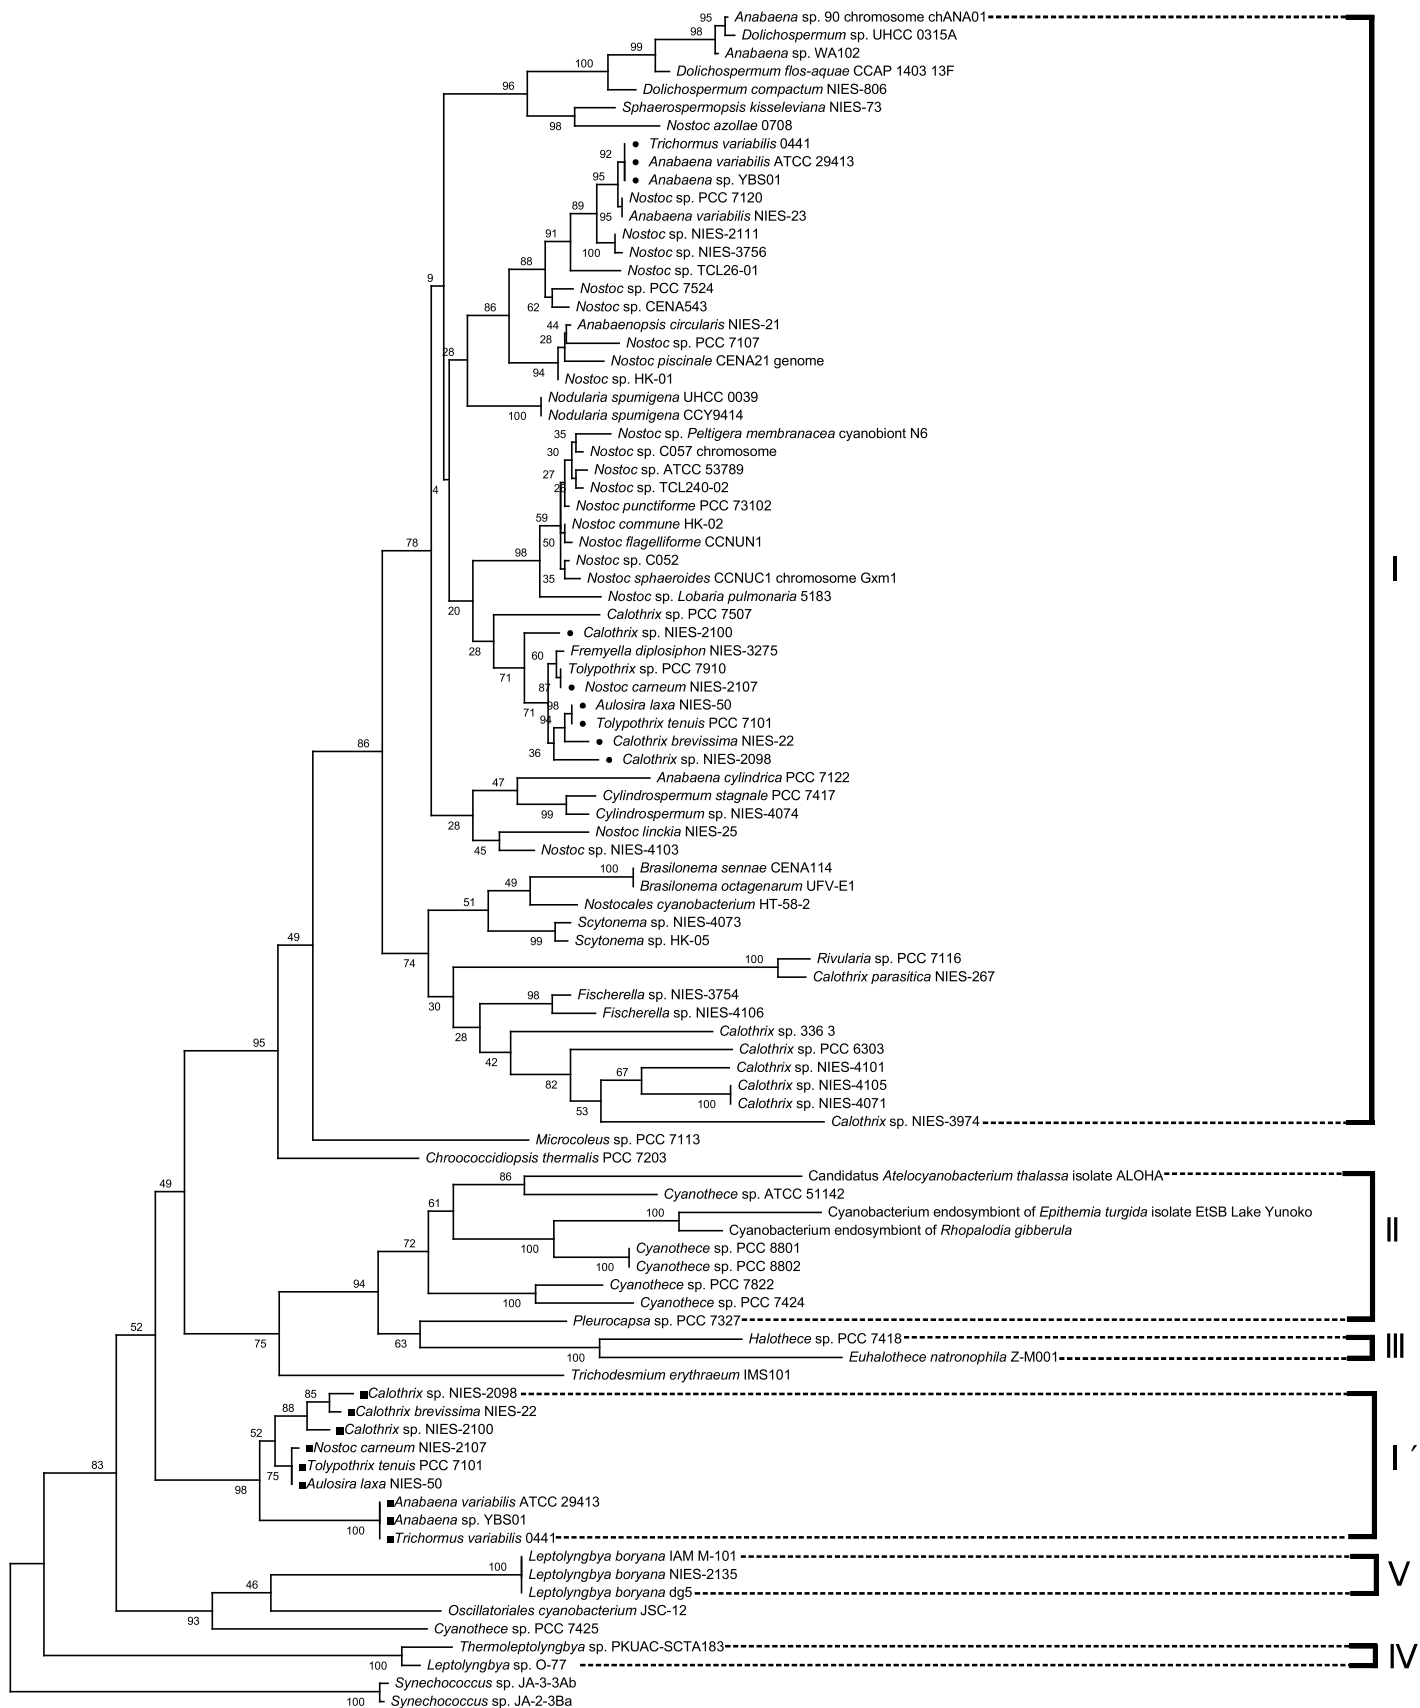 95 Anabaena sp. 90 chromosome chANA01
98 Dolichospermum sp. UHCC 0315A
99 Anabaena sp. WA102
100 Dolichospermum flos-aquae CCAP 1403 13F
96 Dolichospermum compactum NIES-806
Sphaerospermopsis kisseleviana NIES-73
98 Nostoc azollae 0708
● Trichormus variabilis 0441
92 ● Anabaena variabilis ATCC 29413
95 ● Anabaena sp. YBS01
Nostoc sp. PCC 7120
89 95 Anabaena variabilis NIES-23
91 Nostoc sp. NIES-2111
100 Nostoc sp. NIES-3756
88 Nostoc sp. TCL26-01
9 Nostoc sp. PCC 7524
86 62 Nostoc sp. CENA543
44 Anabaenopsis circularis NIES-21
28 Nostoc sp. PCC 7107
28 Nostoc piscinale CENA21 genome
94 Nostoc sp. HK-01
Nodularia spumigena UHCC 0039
100 Nodularia spumigena CCY9414
35 Nostoc sp. Peltigera membranacea cyanobiont N6
30 Nostoc sp. C057 chromosome
27 Nostoc sp. ATCC 53789
4 Nostoc sp. TCL240-02
Nostoc punctiforme PCC 73102
59 Nostoc commune HK-02
78 50 Nostoc flagelliforme CCNUN1
98 Nostoc sp. C052
35 Nostoc sphaeroides CCNUC1 chromosome Gxm1
I
20 Nostoc sp. Lobaria pulmonaria 5183
Calothrix sp. PCC 7507
● Calothrix sp. NIES-2100
28 60 Fremyella diplosiphon NIES-3275
71 Tolypothrix sp. PCC 7910
87 ● Nostoc carneum NIES-2107
71 98 ● Aulosira laxa NIES-50
94 ● Tolypothrix tenuis PCC 7101
86 ● Calothrix brevissima NIES-22
36 ● Calothrix sp. NIES-2098
47 Anabaena cylindrica PCC 7122
Cylindrospermum stagnale PCC 7417
99 Cylindrospermum sp. NIES-4074
28 Nostoc linckia NIES-25
45 Nostoc sp. NIES-4103
100 Brasilonema sennae CENA114
49 Brasilonema octagenarum UFV-E1
51 Nostocales cyanobacterium HT-58-2
Scytonema sp. NIES-4073
49 99 Scytonema sp. HK-05
74 100 Rivularia sp. PCC 7116
Calothrix parasitica NIES-267
98 Fischerella sp. NIES-3754
30 Fischerella sp. NIES-4106
28 Calothrix sp. 336 3
95 42 Calothrix sp. PCC 6303
67 Calothrix sp. NIES-4101
82 Calothrix sp. NIES-4105
100 Calothrix sp. NIES-4071
53 Calothrix sp. NIES-3974
Microcoleus sp. PCC 7113
Chroococcidiopsis thermalis PCC 7203
86 Candidatus Atelocyanobacterium thalassa isolate ALOHA
49 61 Cyanothece sp. ATCC 51142
100 Cyanobacterium endosymbiont of Epithemia turgida isolate EtSB Lake Yunoko
II
72 Cyanobacterium endosymbiont of Rhopalodia gibberula
100 Cyanothece sp. PCC 8801
100 Cyanothece sp. PCC 8802
94 Cyanothece sp. PCC 7822
100 Cyanothece sp. PCC 7424
52 Pleurocapsa sp. PCC 7327
75 63 Halothece sp. PCC 7418
III
100 Euhalothece natronophila Z-M001
Trichodesmium erythraeum IMS101
85 ■Calothrix sp. NIES-2098
88 ■Calothrix brevissima NIES-22
52 ■Calothrix sp. NIES-2100
■Nostoc carneum NIES-2107
I ´
83 75 ■Tolypothrix tenuis PCC 7101
98 ■Aulosira laxa NIES-50
■Anabaena variabilis ATCC 29413
100 ■Anabaena sp. YBS01
■Trichormus variabilis 0441
Leptolyngbya boryana IAM M-101
100 Leptolyngbya boryana NIES-2135
V
46 Leptolyngbya boryana dg5
93 Oscillatoriales cyanobacterium JSC-12
Cyanothece sp. PCC 7425
Thermoleptolyngbya sp. PKUAC-SCTA183
IV
100 Leptolyngbya sp. O-77
Synechococcus sp. JA-3-3Ab
100 Synechococcus sp. JA-2-3Ba